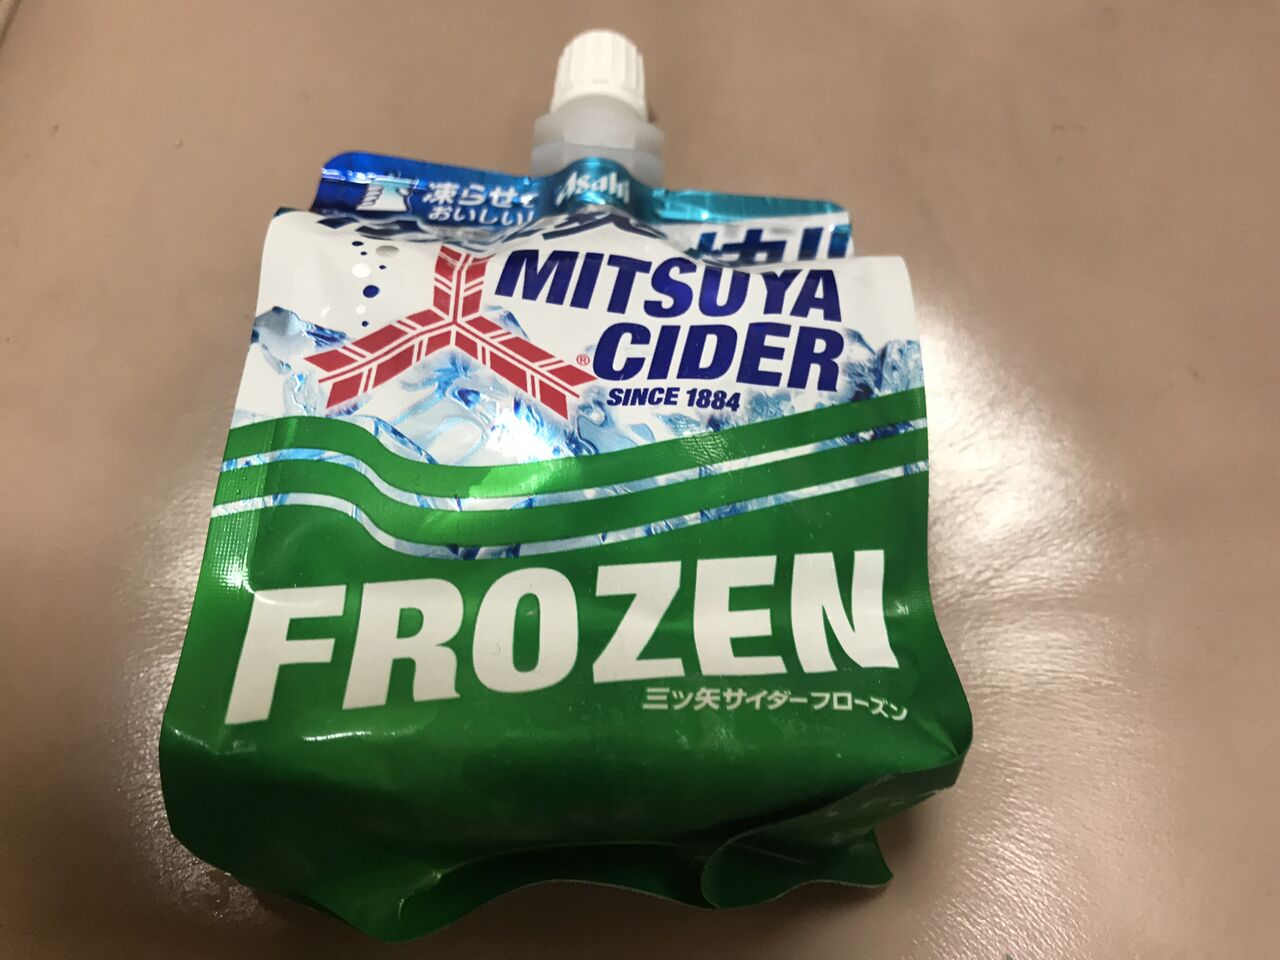 Asahi
凍らせて
おいしい!
MITSUYA
CIDER
®
SINCE 1884
FROZEN
三ツ矢サイダーフローズン